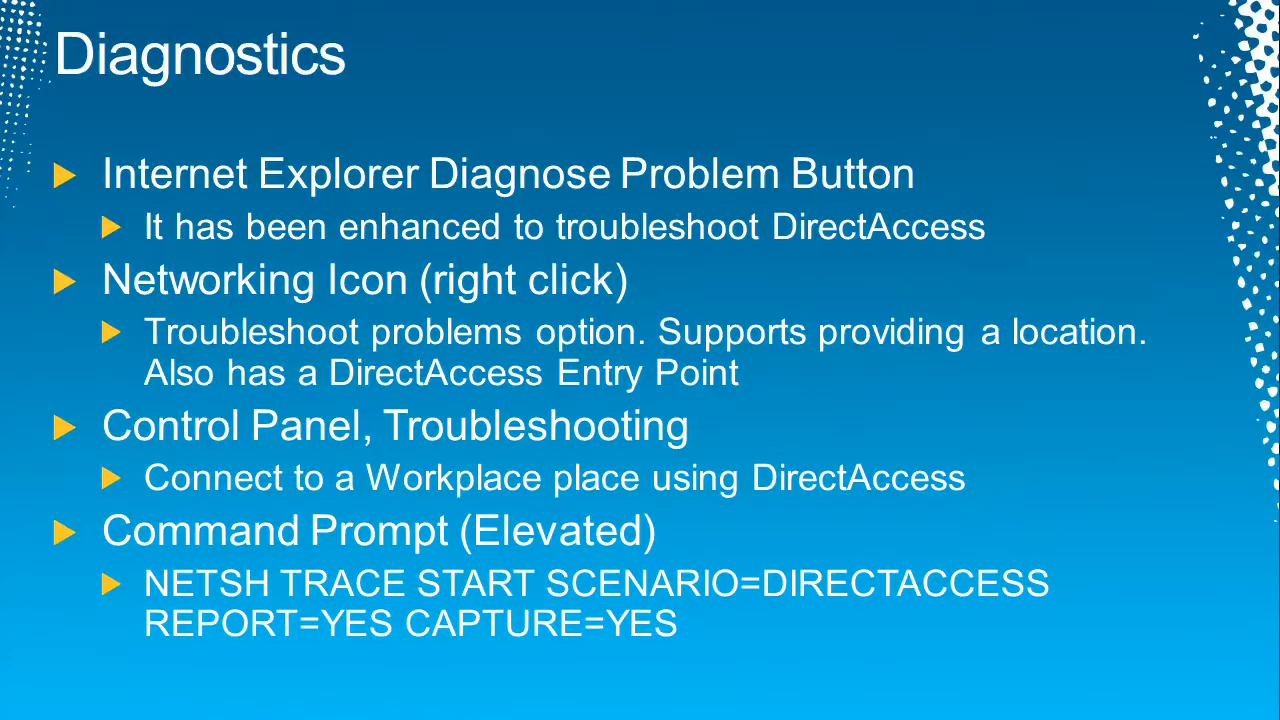 Diagnostics
Internet Explorer Diagnose Problem Button
It has been enhanced to troubleshoot DirectAccess
Networking Icon (right click)
Troubleshoot problems option. Supports providing a location.
Also has a DirectAccess Entry Point
Control Panel, Troubleshooting
Connect to a Workplace place using DirectAccess
Command Prompt (Elevated)
NETSH TRACE START SCENARIO=DIRECTACCESS
REPORT=YES CAPTURE=YES